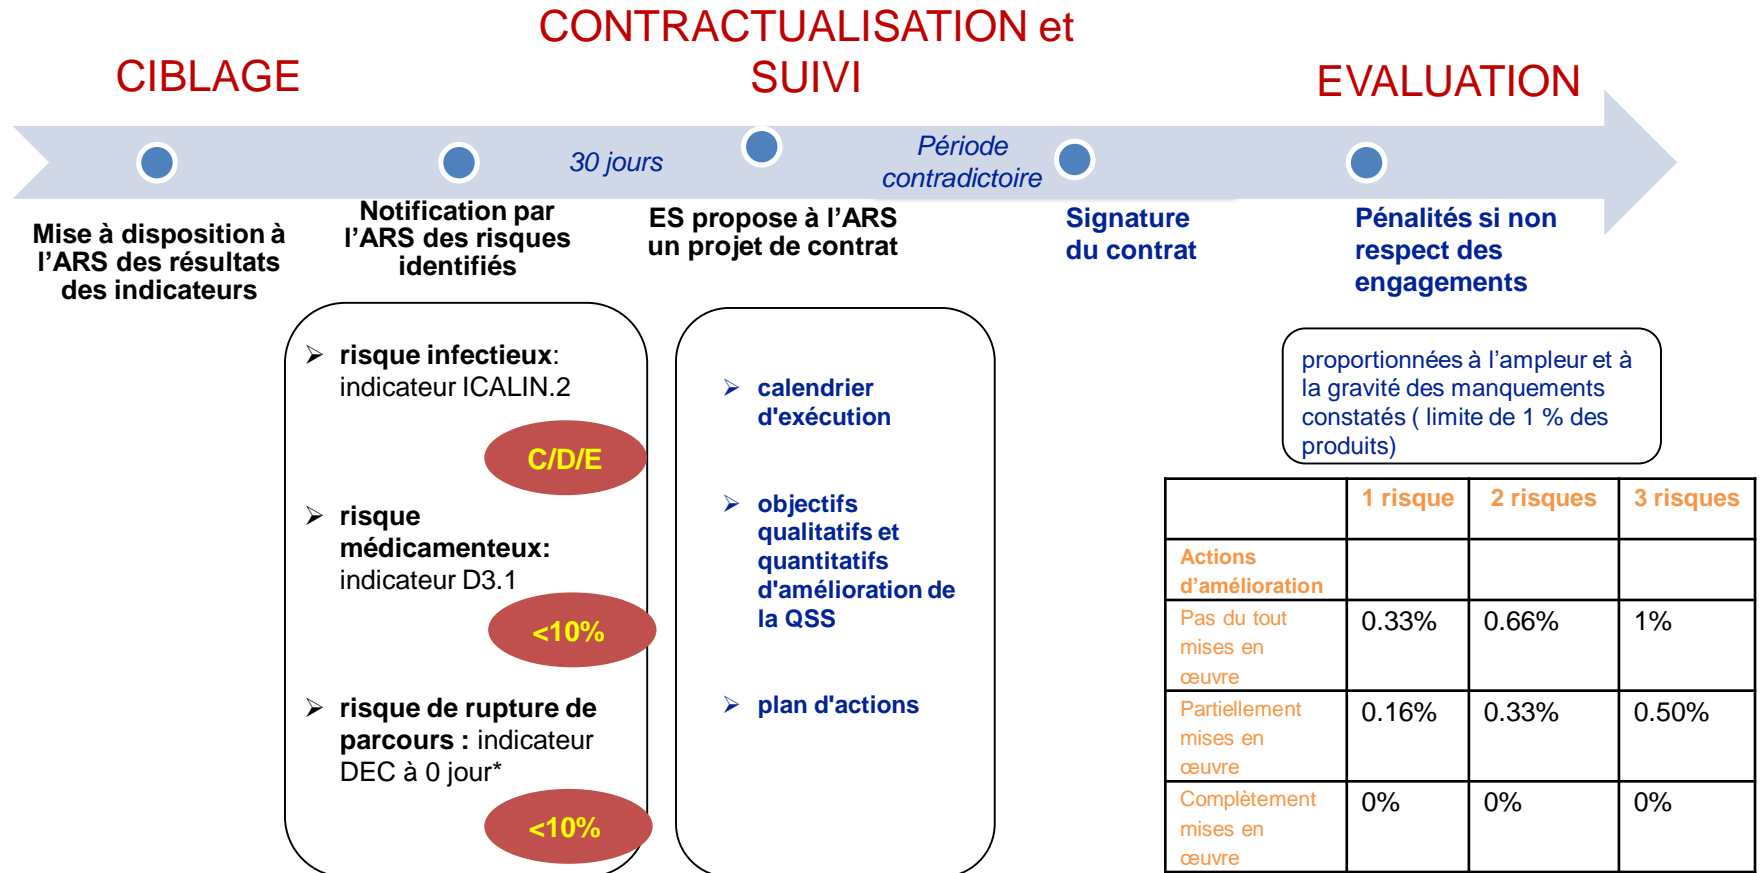 CIBLAGE
CONTRACTUALISATION et
SUIVI
EVALUATION
30 jours
Période
contradictoire
Mise à disposition à
l'ARS des résultats
des indicateurs
Notification par
l'ARS des risques
identifiés
ES propose à l'ARS
un projet de contrat
Signature
du contrat
Pénalités si non
respect des
engagements
➢ risque infectieux:
indicateur ICALIN.2
C/D/E
➢ risque
médicamenteux:
indicateur D3.1
<10%
➢ risque de rupture de
parcours : indicateur
DEC à 0 jour*
<10%
➢ calendrier
d'exécution
➢ objectifs
qualitatifs et
quantitatifs
d'amélioration de
la QSS
➢ plan d'actions
proportionnées à l'ampleur et à
la gravité des manquements
constatés ( limite de 1 % des
produits)
1 risque 2 risques 3 risques
Actions
d'amélioration
Pas du tout 0.33% 0.66% 1%
mises en
œuvre
Partiellement 0.16% 0.33% 0.50%
mises en
œuvre
Complètement 0% 0% 0%
mises en
œuvre